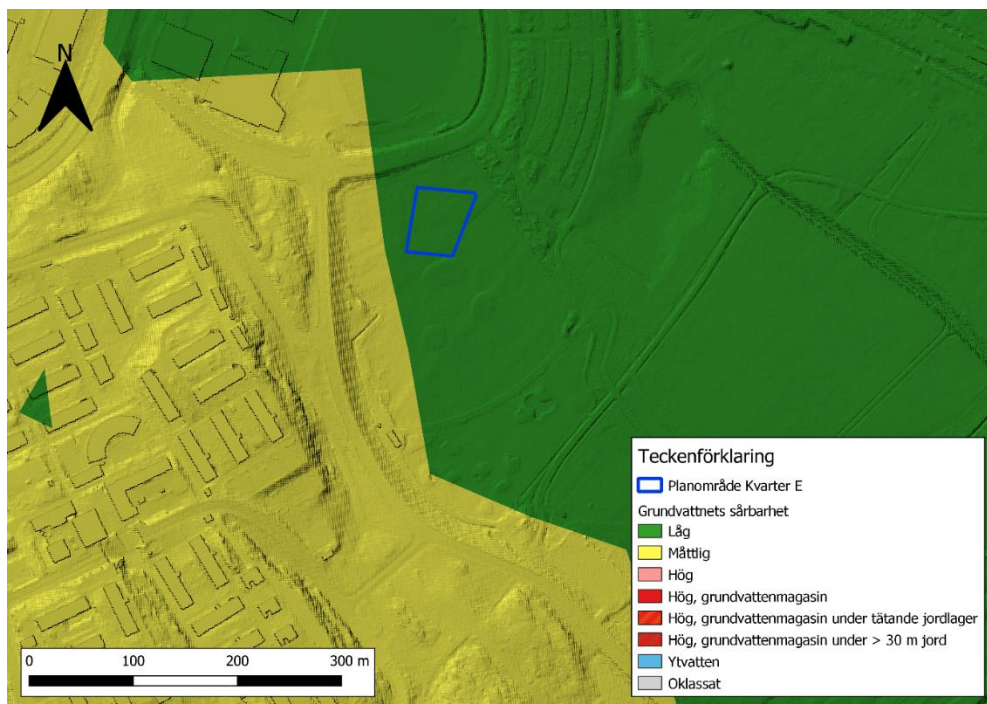 N
Teckenförklaring
Planområde Kvarter E
Grundvattnets sårbarhet
Låg
Måttlig
Hög
Hög, grundvattenmagasin
Hög, grundvattenmagasin under tätande jordlager
Hög, grundvattenmagasin under > 30 m jord
Ytvatten
Oklassat
0 100 200 300 m